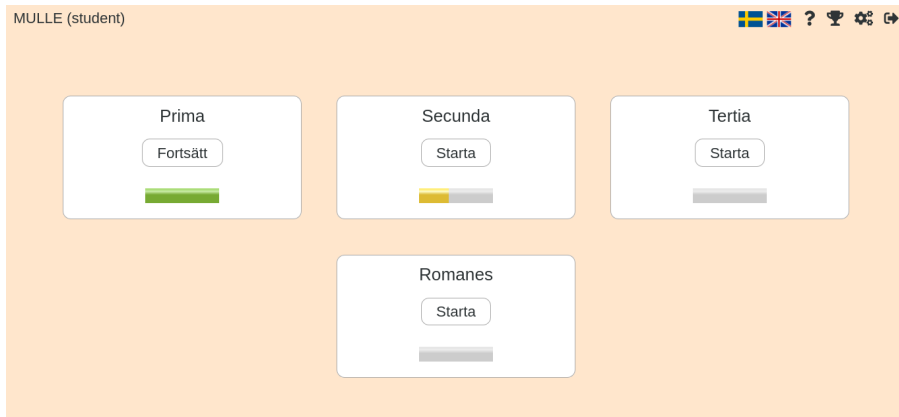 MULLE (student)
Prima
Fortsätt
Secunda
Starta
Tertia
Starta
Romanes
Starta